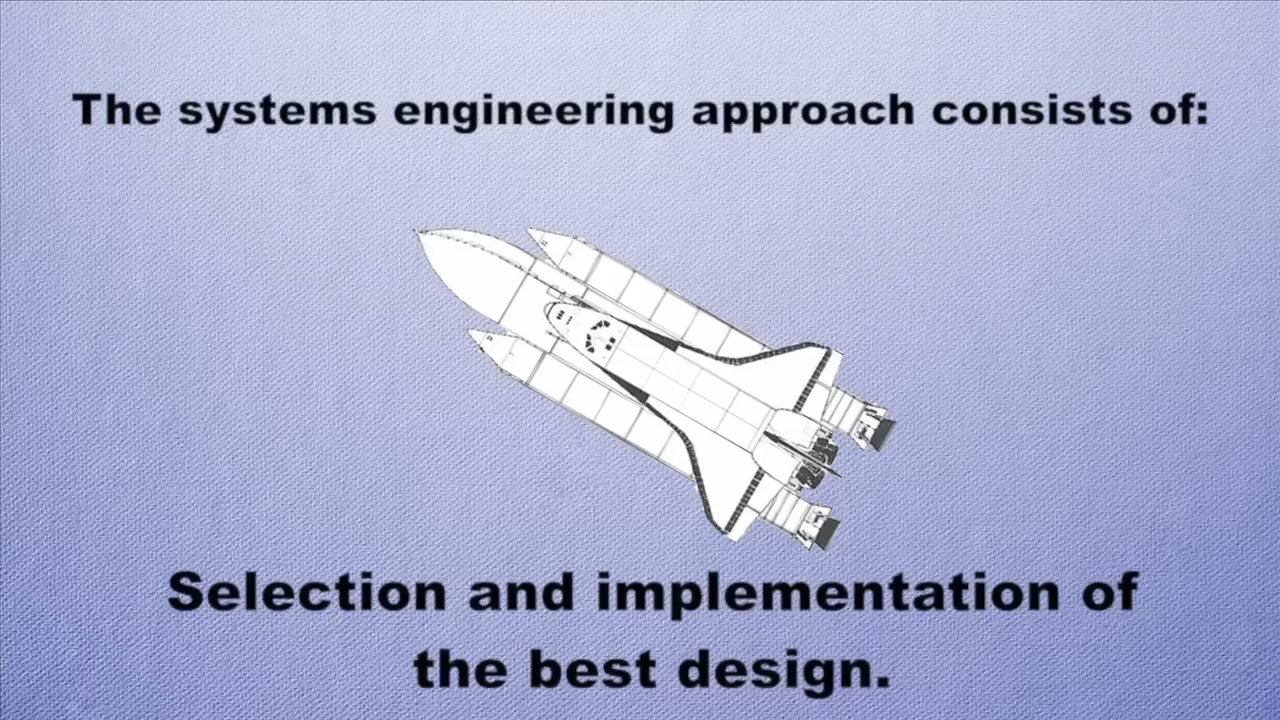 The systems engineering approach consists of:
Selection and implementation of
the best design.